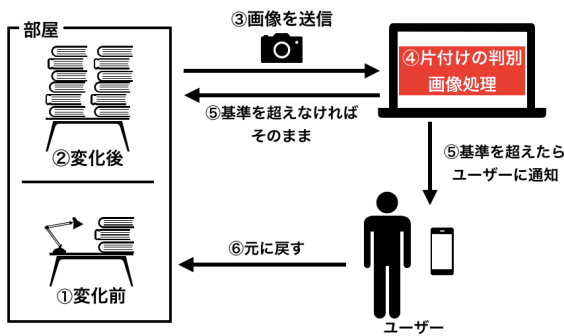 部屋
②変化後
①変化前
③画像を送信
④片付けの判別
画像処理
⑤基準を超えなければ
そのまま
⑤基準を超えたら
ユーザーに通知
⑥元に戻す
ユーザー